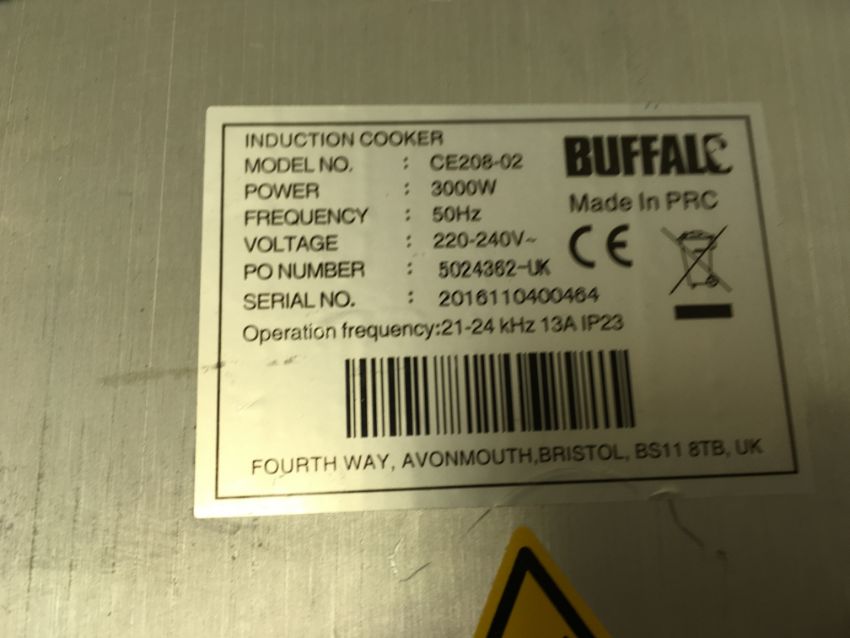 INDUCTION COOKER
MODEL NO. : CE208-02
POWER : 3000W
FREQUENCY : 50Hz
VOLTAGE : 220-240V~
PO NUMBER : 5024362-UK
SERIAL NO. : 2016110400464
Operation frequency:21-24 kHz 13A IP23
BUFFALO
Made In PRC
CE
FOURTH WAY, AVONMOUTH,BRISTOL, BS11 8TB, UK